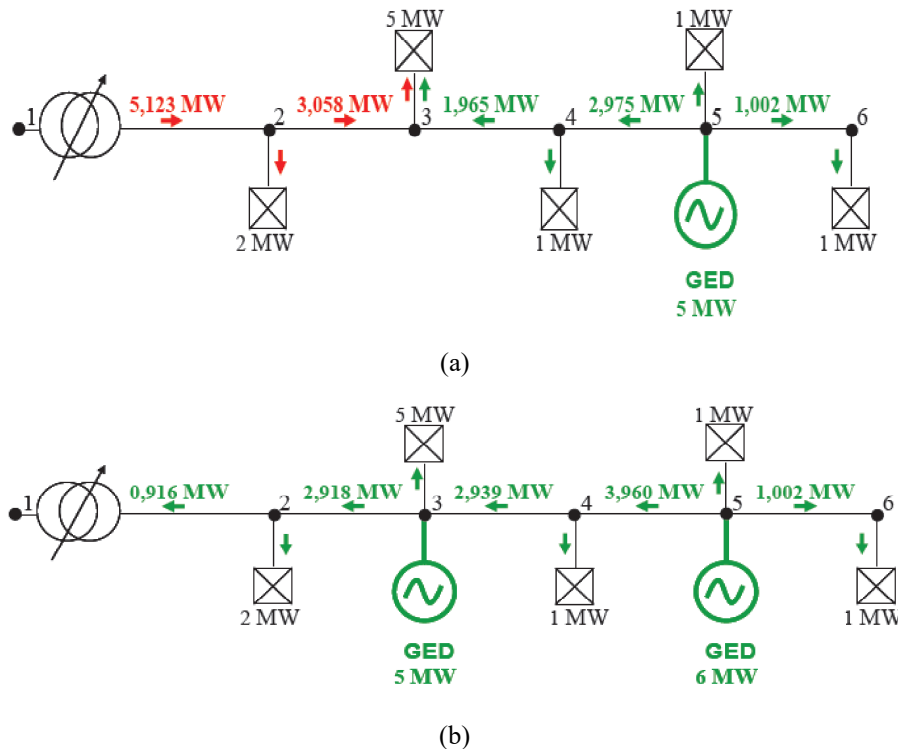 5 MW
1 MW
5,123 MW
3,058 MW
1,965 MW
2,975 MW
1,002 MW
1
2
3
4
5
6
2 MW
1 MW
1 MW
GED
5 MW
(a)
5 MW
1 MW
0,916 MW
2,918 MW
2,939 MW
3,960 MW
1,002 MW
1
2
3
4
5
6
2 MW
1 MW
1 MW
GED
5 MW
GED
6 MW
(b)